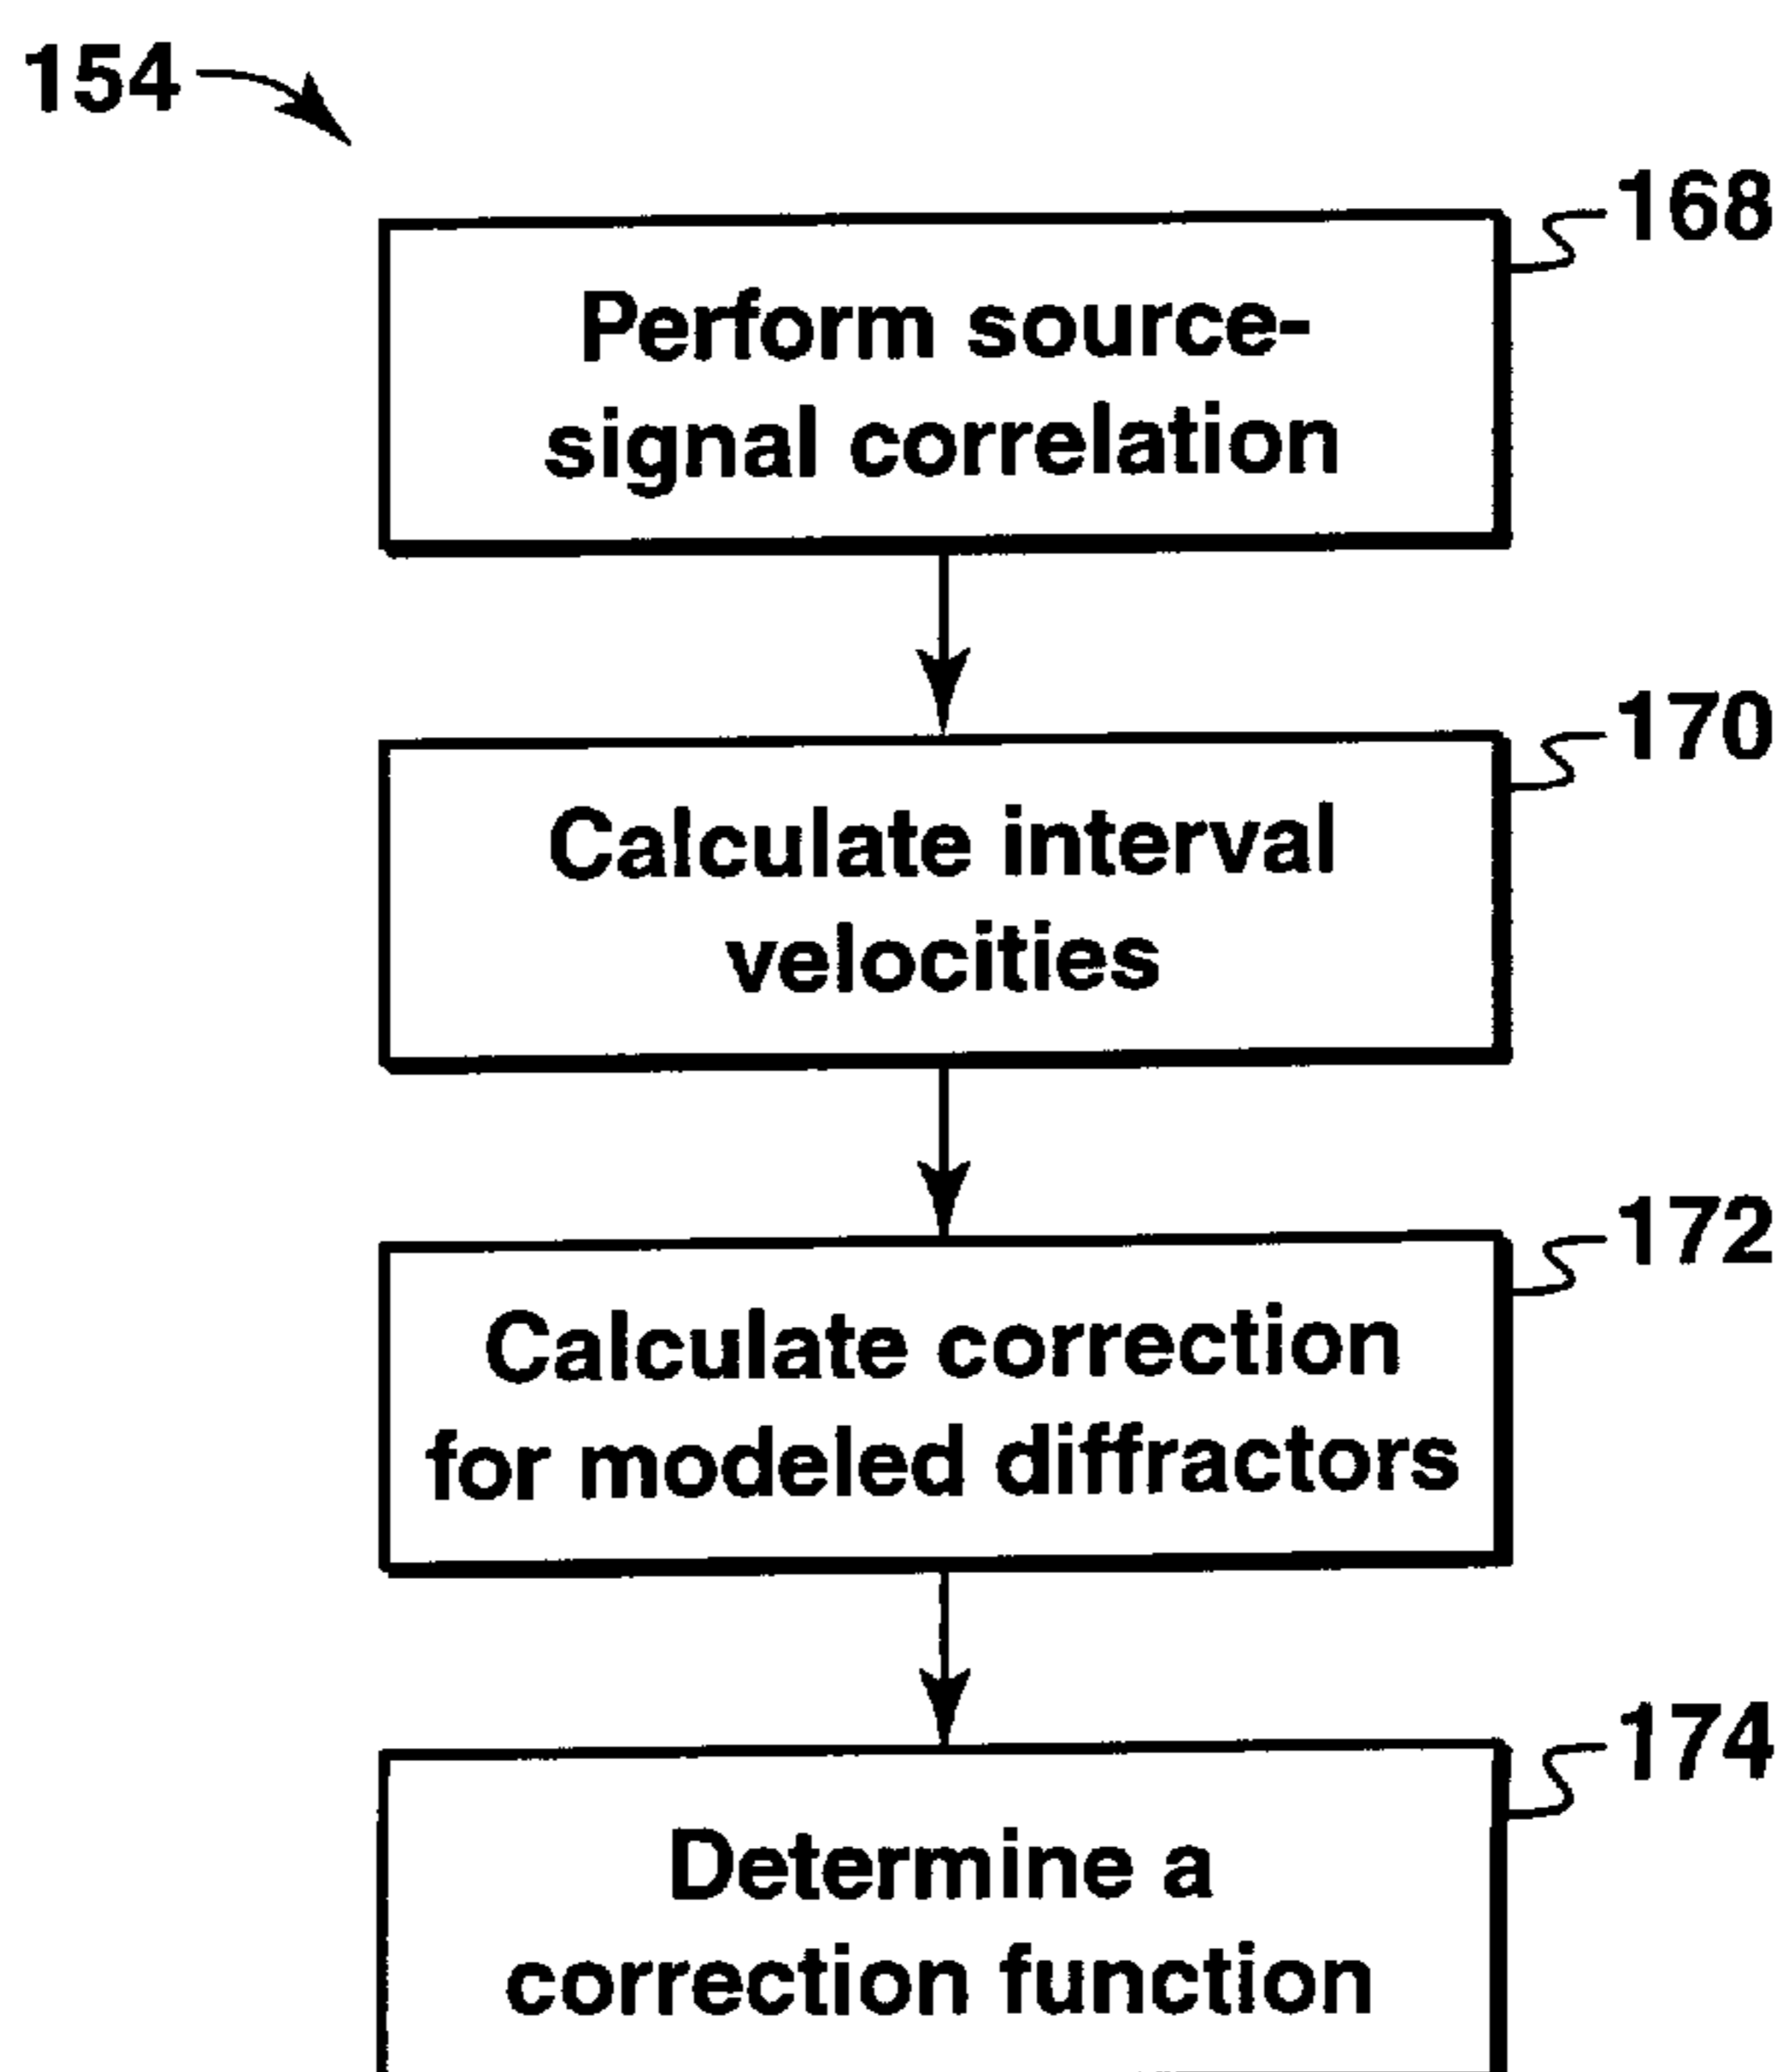 154
168
Perform source-
signal correlation
170
Calculate interval
velocities
172
Calculate correction
for modeled diffractors
174
Determine a
correction function